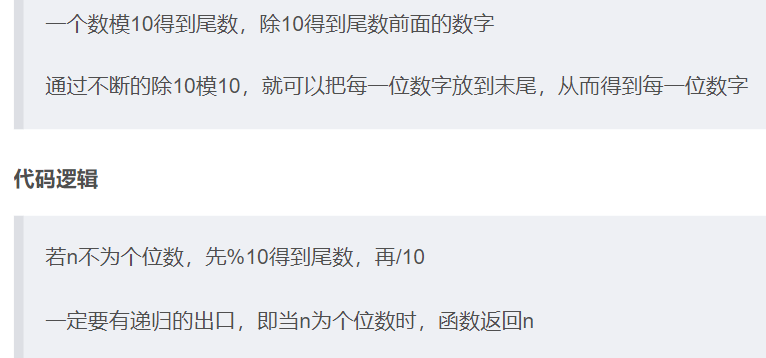 一个数模10得到尾数，除10得到尾数前面的数字
通过不断的除10模10，就可以把每一位数字放到末尾，从而得到每一位数字
代码逻辑
若n不为个位数，先%10得到尾数，再/10
一定要有递归的出口，即当n为个位数时，函数返回n